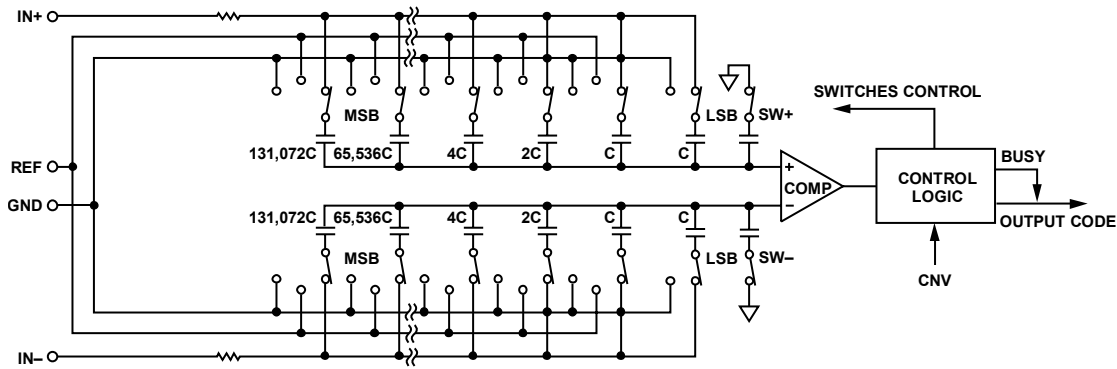 IN+
MSB
LSB
SW+
SWITCHES CONTROL
131,072C
65,536C
4C
2C
C
C
REF
GND
+
COMP
−
CONTROL
LOGIC
BUSY
OUTPUT CODE
CNV
131,072C
65,536C
4C
2C
C
C
MSB
LSB
SW−
IN−